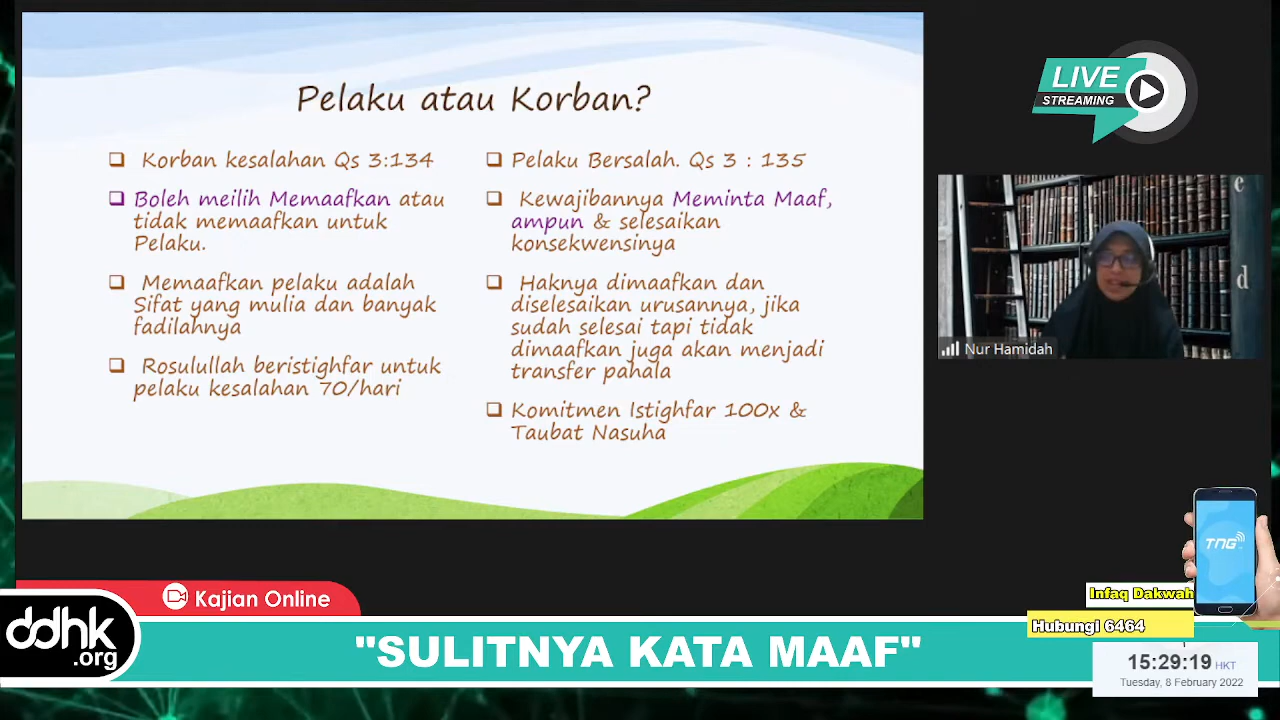 Pelaku atau Korban?
Korban kesalahan Qs 3:134
Boleh meilih Memaafkan atau
tidak memaafkan untuk
Pelaku.
Memaafkan pelaku adalah
Sifat yang mulia dan banyak
fadilahnya
Rosulullah beristighfar untuk
pelaku kesalahan 70/hari
Pelaku Bersalah. Qs 3 : 135
Kewajibannya Meminta Maaf,
ampun & selesaikan
konsekwensinya
Haknya dimaafkan dan
diselesaikan urusannya, jika
sudah selesai tapi tidak
dimaafkan juga akan menjadi
transfer pahala
Komitmen Istighfar 100x &
Taubat Nasuha
LIVE
STREAMING
e
d
Nur Hamidah
TNG
Kajian Online
ddhk
.org
"SULITNYA KATA MAAF"
Infaq Dakwah
Hubungi 6464
15:29:19 HKT
Tuesday, 8 February 2022